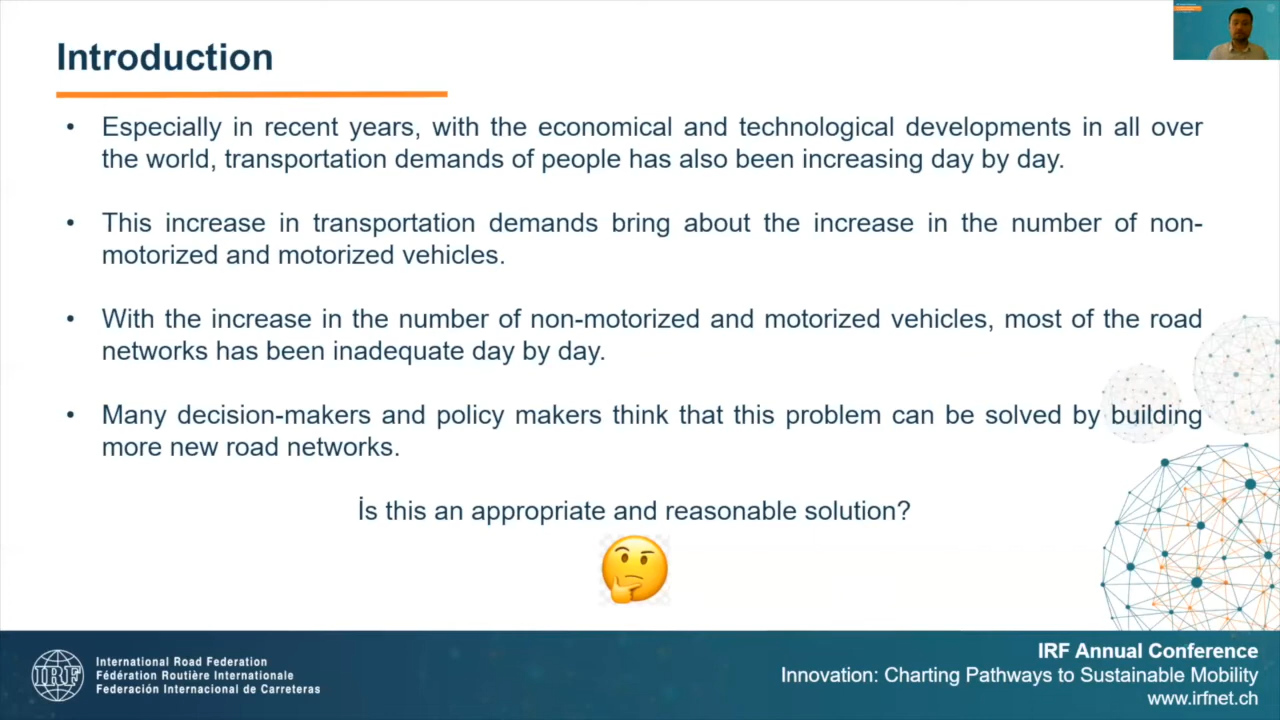 Introduction
• Especially in recent years, with the economical and technological developments in all over
the world, transportation demands of people has also been increasing day by day.
• This increase in transportation demands bring about the increase in the number of non-
motorized and motorized vehicles.
• With the increase in the number of non-motorized and motorized vehicles, most of the road
networks has been inadequate day by day.
• Many decision-makers and policy makers think that this problem can be solved by building
more new road networks.
İs this an appropriate and reasonable solution?
IRF
International Road Federation
Fédération Routière Internationale
Federación Internacional de Carreteras
IRF Annual Conference
Innovation: Charting Pathways to Sustainable Mobility
www.irfnet.ch